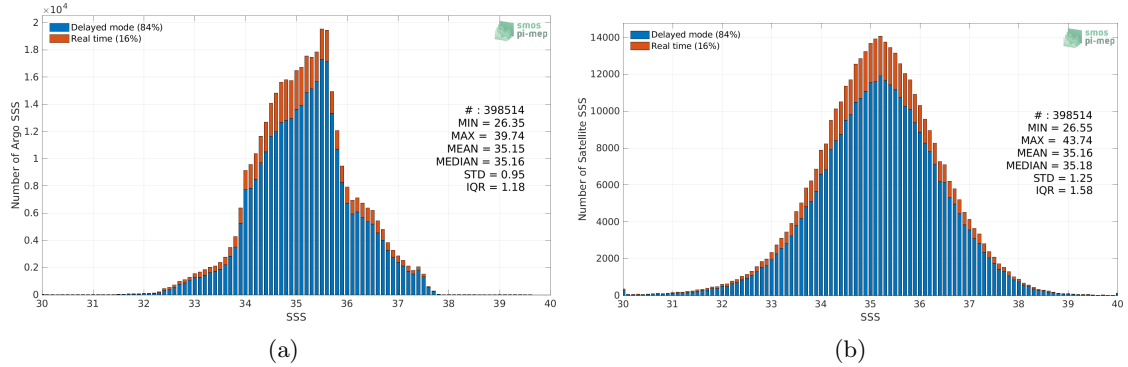 ×10⁴
Delayed mode (84%)
Real time (16%)
smos
pi-mep
# : 398514
MIN = 26.35
MAX = 39.74
MEAN = 35.15
MEDIAN = 35.16
STD = 0.95
IQR = 1.18
Number of Argo SSS
2
1.8
1.6
1.4
1.2
1
0.8
0.6
0.4
0.2
0
30 31 32 33 34 35 36 37 38 39 40
SSS
(a)
Delayed mode (84%)
Real time (16%)
smos
pi-mep
# : 398514
MIN = 26.55
MAX = 43.74
MEAN = 35.16
MEDIAN = 35.18
STD = 1.25
IQR = 1.58
Number of Satellite SSS
14000
12000
10000
8000
6000
4000
2000
0
30 31 32 33 34 35 36 37 38 39 40
SSS
(b)